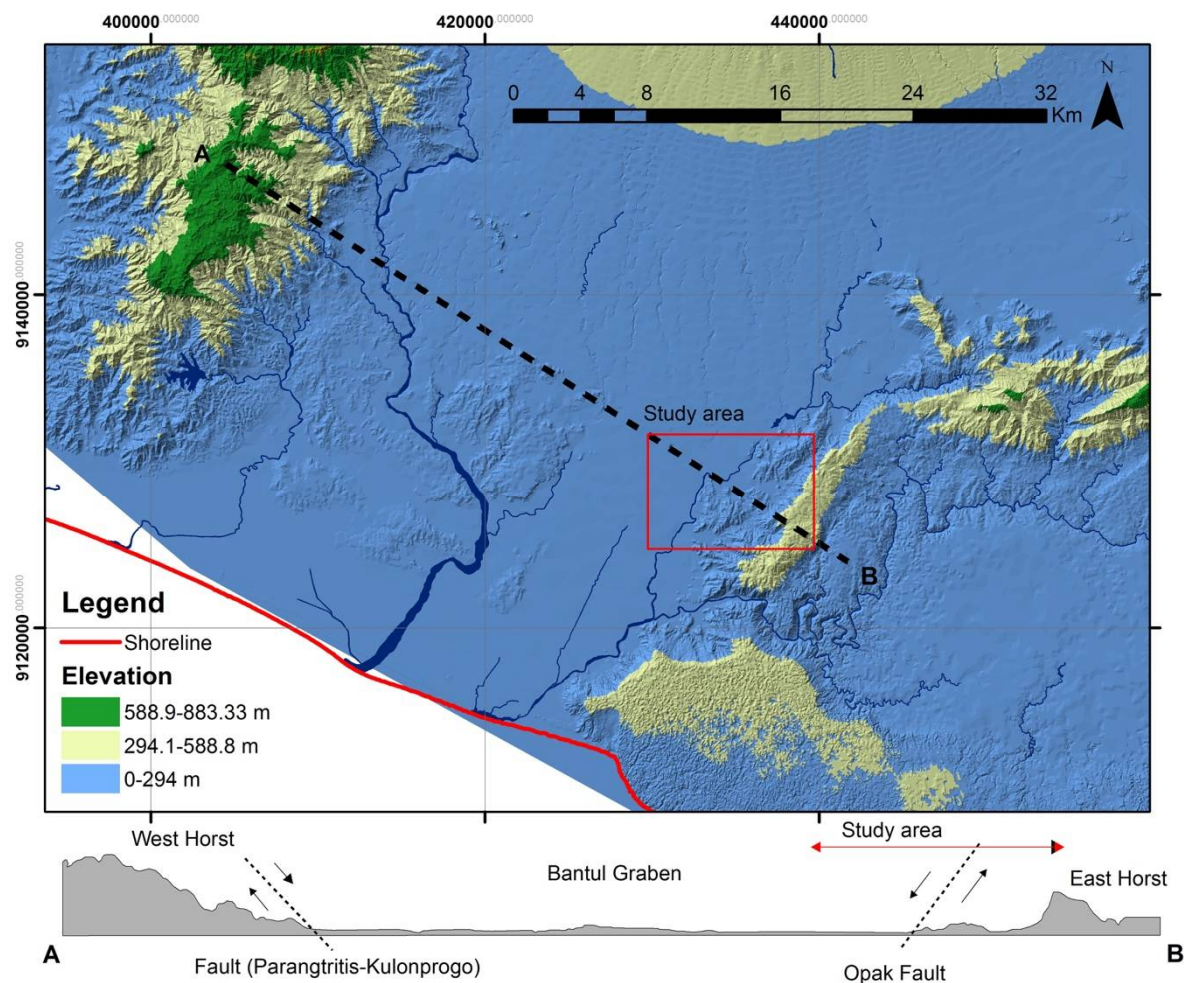 400000.000000
420000.000000
440000.000000
N
0 4 8 16 24 32
Km
A
9140000.000000
Study area
B
9120000.000000
Legend
Shoreline
Elevation
588.9-883.33 m
294.1-588.8 m
0-294 m
Study area
West Horst
Bantul Graben
East Horst
A
B
Fault (Parangtritis-Kulonprogo)
Opak Fault